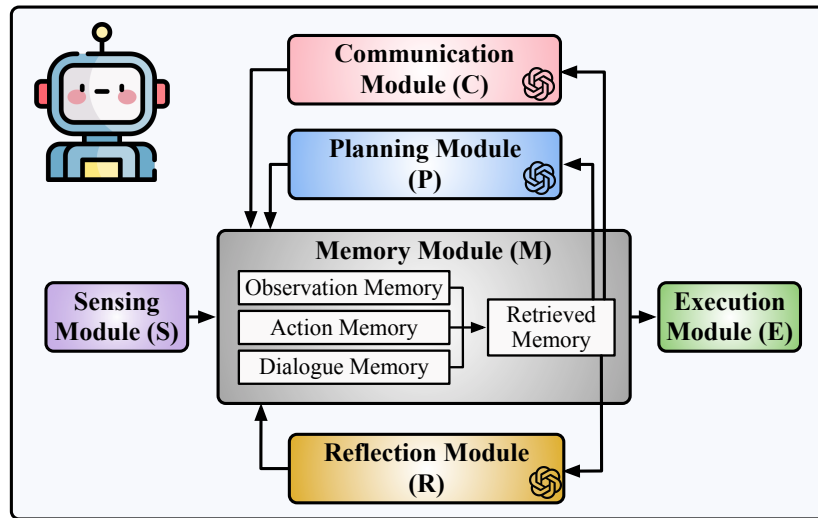 Communication
Module (C)
Planning Module
(P)
Memory Module (M)
Sensing
Module (S)
Observation Memory
Action Memory
Dialogue Memory
Retrieved
Memory
Execution
Module (E)
Reflection Module
(R)